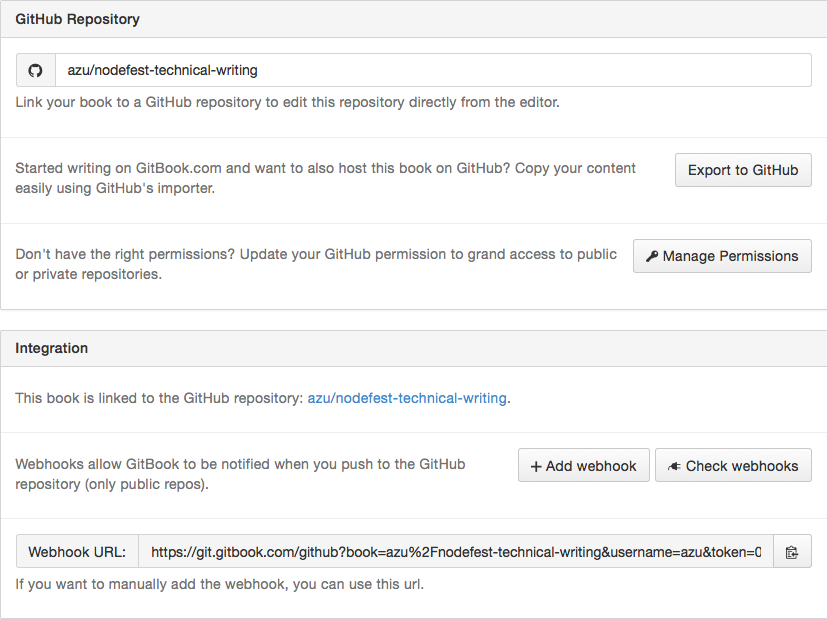 GitHub Repository
azu/nodefest-technical-writing
Link your book to a GitHub repository to edit this repository directly from the editor.
Started writing on GitBook.com and want to also host this book on GitHub? Copy your content
easily using GitHub's importer.
Export to GitHub
Don't have the right permissions? Update your GitHub permission to grand access to public
or private repositories.
Manage Permissions
Integration
This book is linked to the GitHub repository: azu/nodefest-technical-writing.
Webhooks allow GitBook to be notified when you push to the GitHub
repository (only public repos).
Add webhook
Check webhooks
Webhook URL:
https://git.gitbook.com/github?book=azu%2Fnodefest-technical-writing&username=azu&token=0
If you want to manually add the webhook, you can use this url.